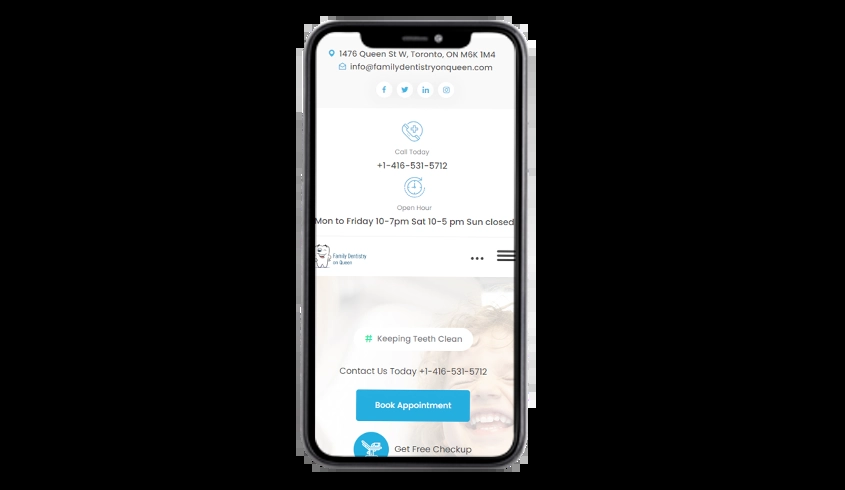 1476 Queen St W, Toronto, ON M6K 1M4
info@familydentistryonqueen.com
Call Today
+1-416-531-5712
Open Hour
Mon to Friday 10-7pm Sat 10-5 pm Sun closed
Family Dentistry
on Queen
# Keeping Teeth Clean
Contact Us Today +1-416-531-5712
Book Appointment
Get Free Checkup